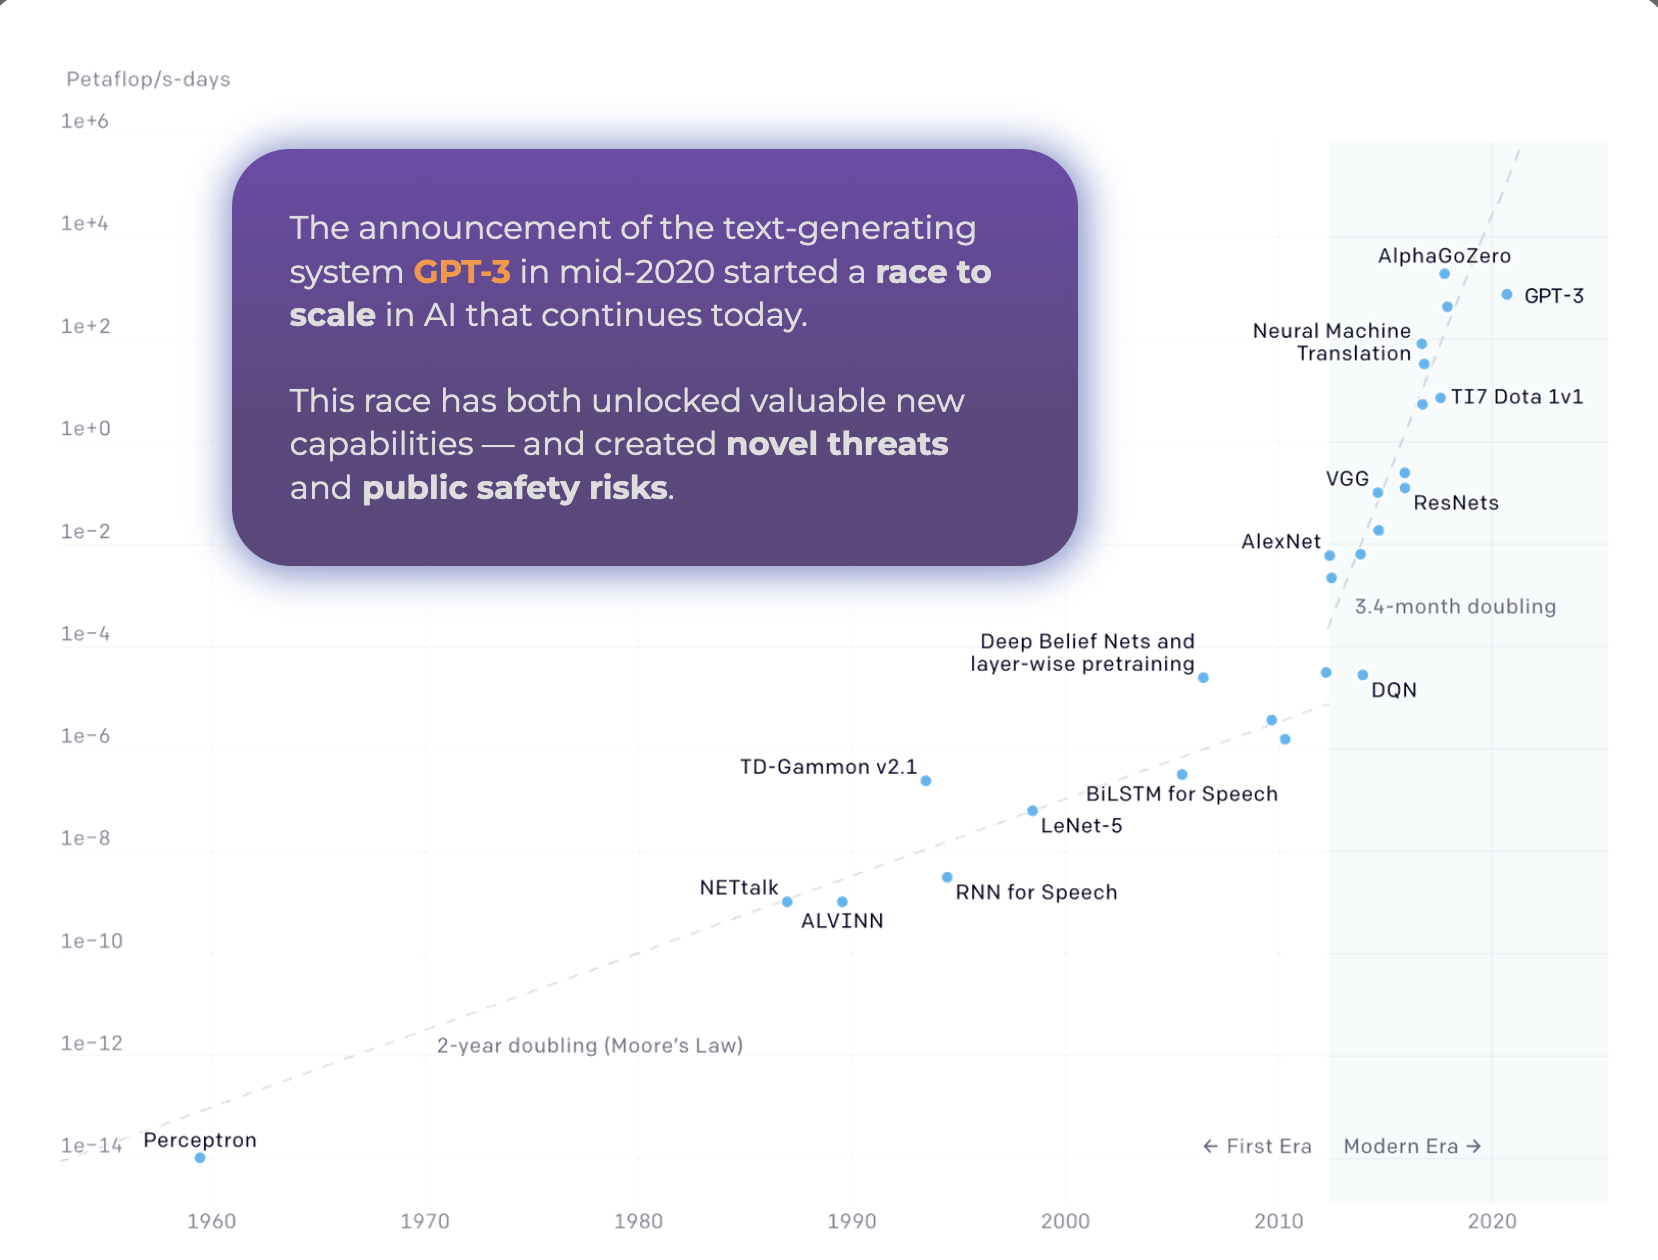 Petaflop/s-days
1e+6
1e+4
1e+2
1e+0
1e-2
1e-4
1e-6
1e-8
1e-10
1e-12
1e-14
The announcement of the text-generating
system GPT-3 in mid-2020 started a race to
scale in AI that continues today.
This race has both unlocked valuable new
capabilities — and created novel threats
and public safety risks.
AlphaGoZero
GPT-3
Neural Machine
Translation
TI7 Dota 1v1
VGG
ResNets
AlexNet
3.4-month doubling
Deep Belief Nets and
layer-wise pretraining
DQN
TD-Gammon v2.1
BiLSTM for Speech
LeNet-5
NETtalk
RNN for Speech
ALVINN
2-year doubling (Moore's Law)
Perceptron
← First Era
Modern Era →
1960
1970
1980
1990
2000
2010
2020